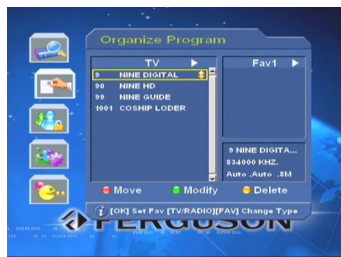 Organize Program
TV
Fav1
9 NINE DIGITAL
90 NINE HD
99 NINE GUIDE
1001 COSHIP LODER
9 NINE DIGITA...
834000 KHZ.
Auto .Auto .8M
Move Modify Delete
i [OK] Set Fav [TV/RADIO][FAV] Change Type
FERGUSON